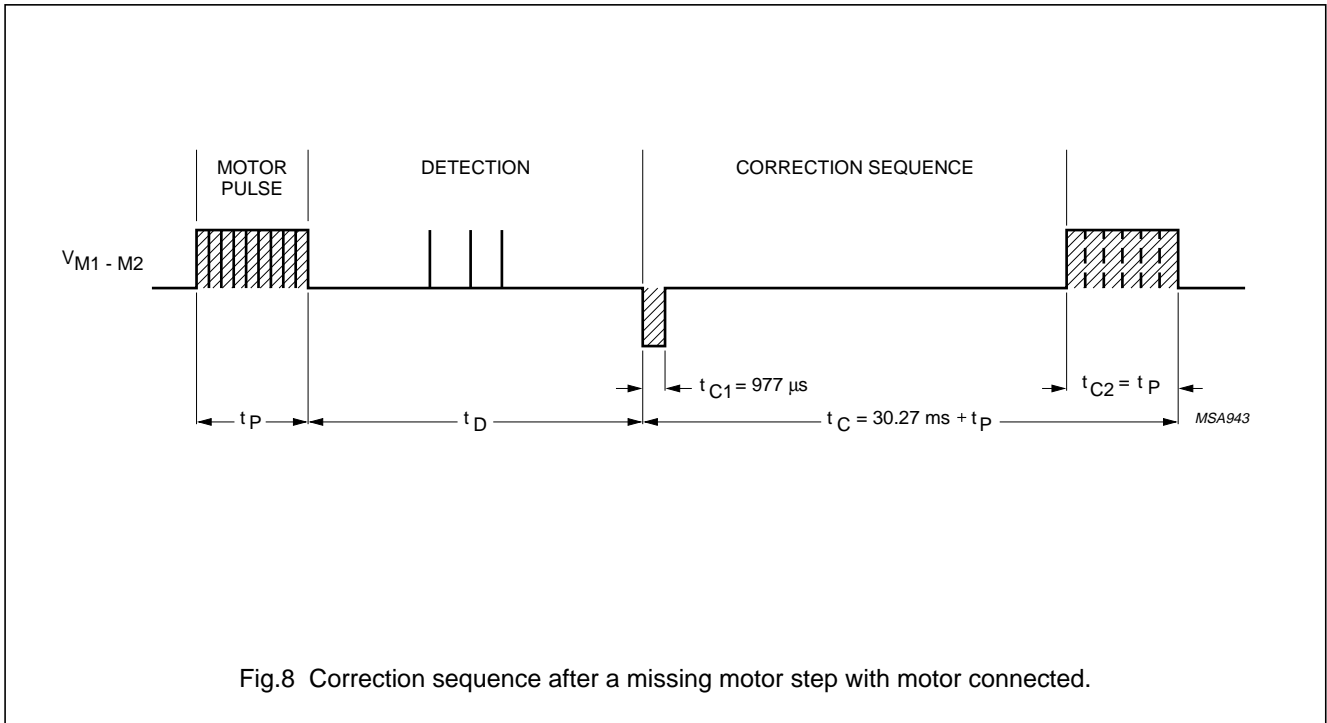 MOTOR
PULSE
DETECTION
CORRECTION SEQUENCE
VM1 - M2
tC1 = 977 µs
tC2 = tP
tP
tD
tC = 30.27 ms + tP
MSA943
Fig.8 Correction sequence after a missing motor step with motor connected.